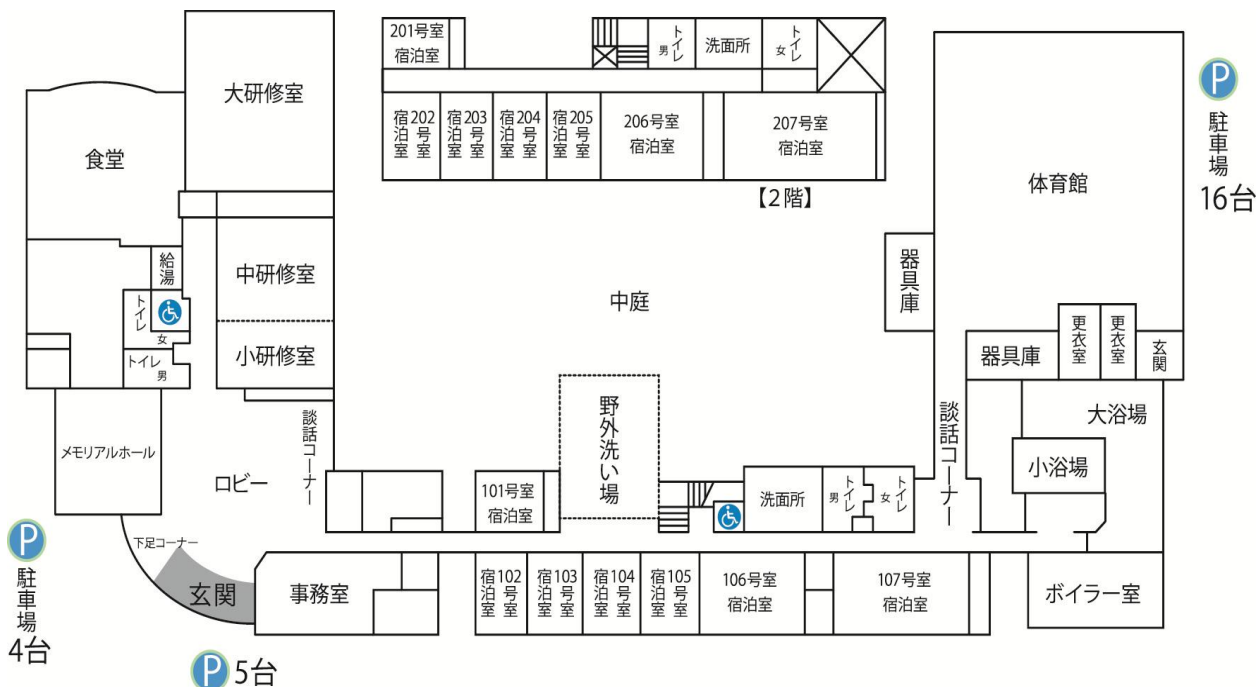 201号室
宿泊室
トイレ
男
洗面所
トイレ
女
202号室
宿泊室
203号室
宿泊室
204号室
宿泊室
205号室
宿泊室
206号室
宿泊室
207号室
宿泊室
【2階】
大研修室
食堂
給湯
中研修室
小研修室
トイレ
女
トイレ
男
メモリアルホール
ロビー
談話コーナー
中庭
野外洗い場
体育館
器具庫
器具庫
更衣室
更衣室
玄関
大浴場
小浴場
談話コーナー
P
駐車場
16台
101号室
宿泊室
洗面所
トイレ
男
トイレ
女
下足コーナー
玄関
事務室
102号室
宿泊室
103号室
宿泊室
104号室
宿泊室
105号室
宿泊室
106号室
宿泊室
107号室
宿泊室
ボイラー室
P
駐車場
4台
P 5台